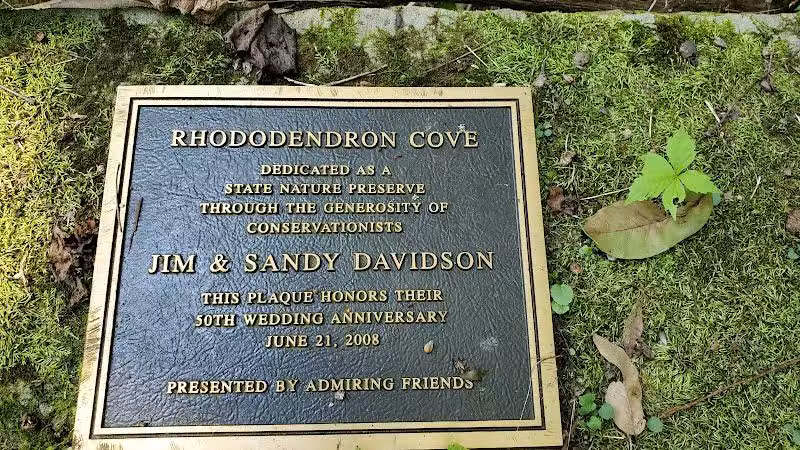 RHODODENDRON COVE
DEDICATED AS A
STATE NATURE PRESERVE
THROUGH THE GENEROSITY OF
CONSERVATIONISTS
JIM & SANDY DAVIDSON
THIS PLAQUE HONORS THEIR
50TH WEDDING ANNIVERSARY
JUNE 21, 2008
PRESENTED BY ADMIRING FRIENDS